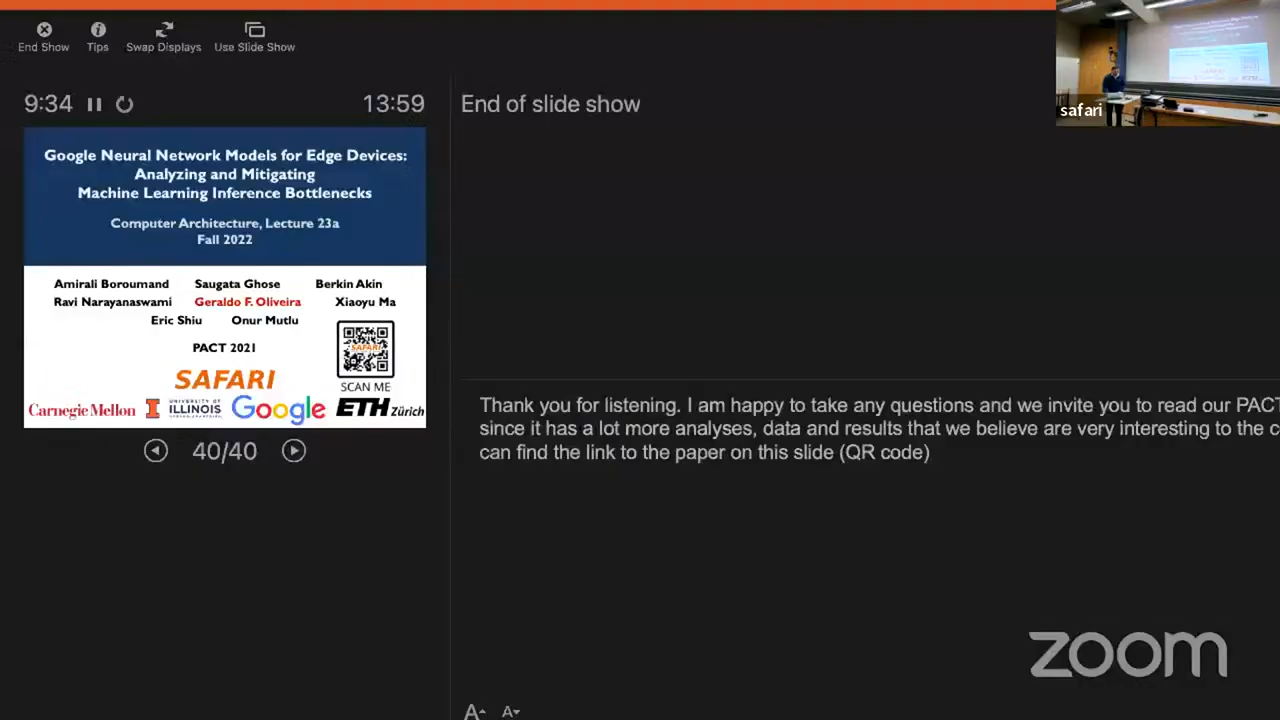 End Show
Tips
Swap Displays
Use Slide Show
safari
9:34
13:59
End of slide show
Google Neural Network Models for Edge Devices:
Analyzing and Mitigating
Machine Learning Inference Bottlenecks
Computer Architecture, Lecture 23a
Fall 2022
Amirali Boroumand Saugata Ghose Berkin Akin
Ravi Narayanaswami Geraldo F. Oliveira Xiaoyu Ma
Eric Shiu Onur Mutlu
PACT 2021
SAFARI
SAFARI
SCAN ME
Carnegie Mellon
I
UNIVERSITY OF
ILLINOIS
Google
ETH Zürich
40/40
Thank you for listening. I am happy to take any questions and we invite you to read our PACT
since it has a lot more analyses, data and results that we believe are very interesting to the c
can find the link to the paper on this slide (QR code)
zoom
A A